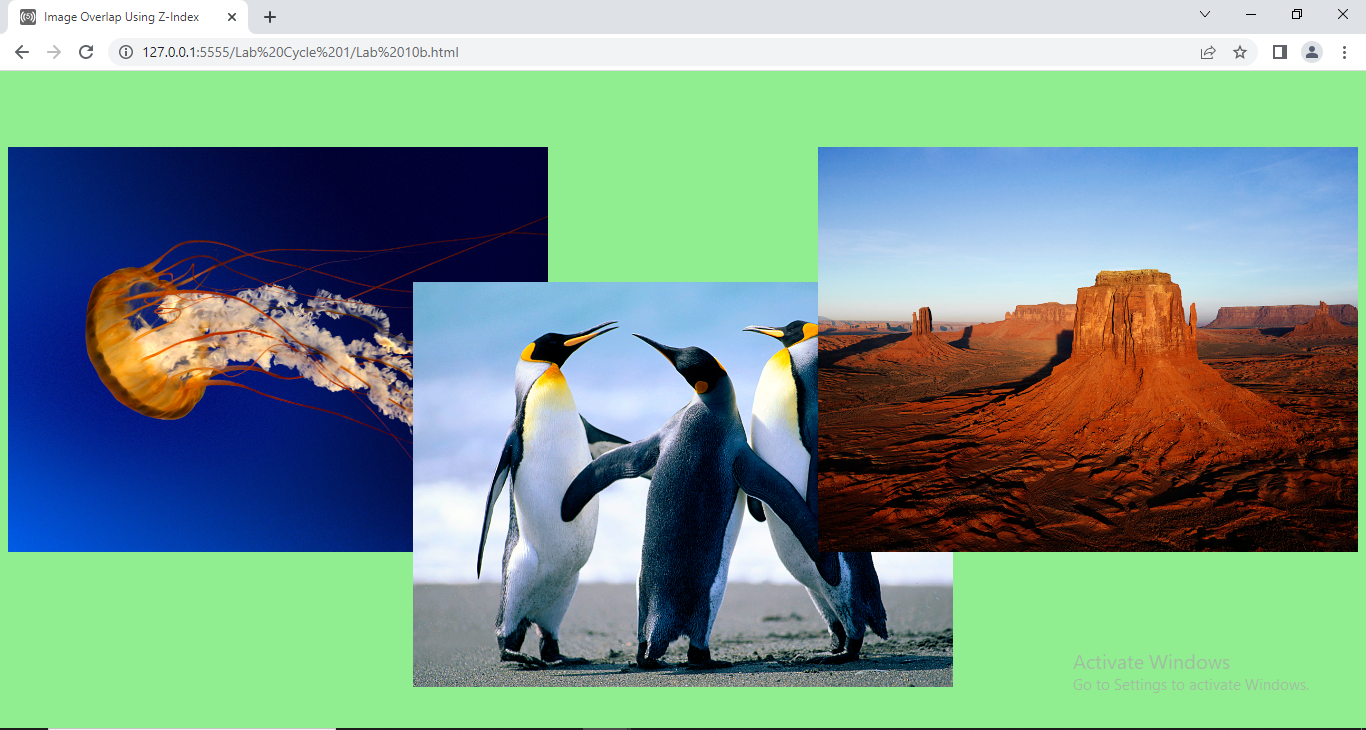 Image Overlap Using Z-Index
127.0.0.1:5555/Lab%20Cycle%201/Lab%2010b.html
Activate Windows
Go to Settings to activate Windows.